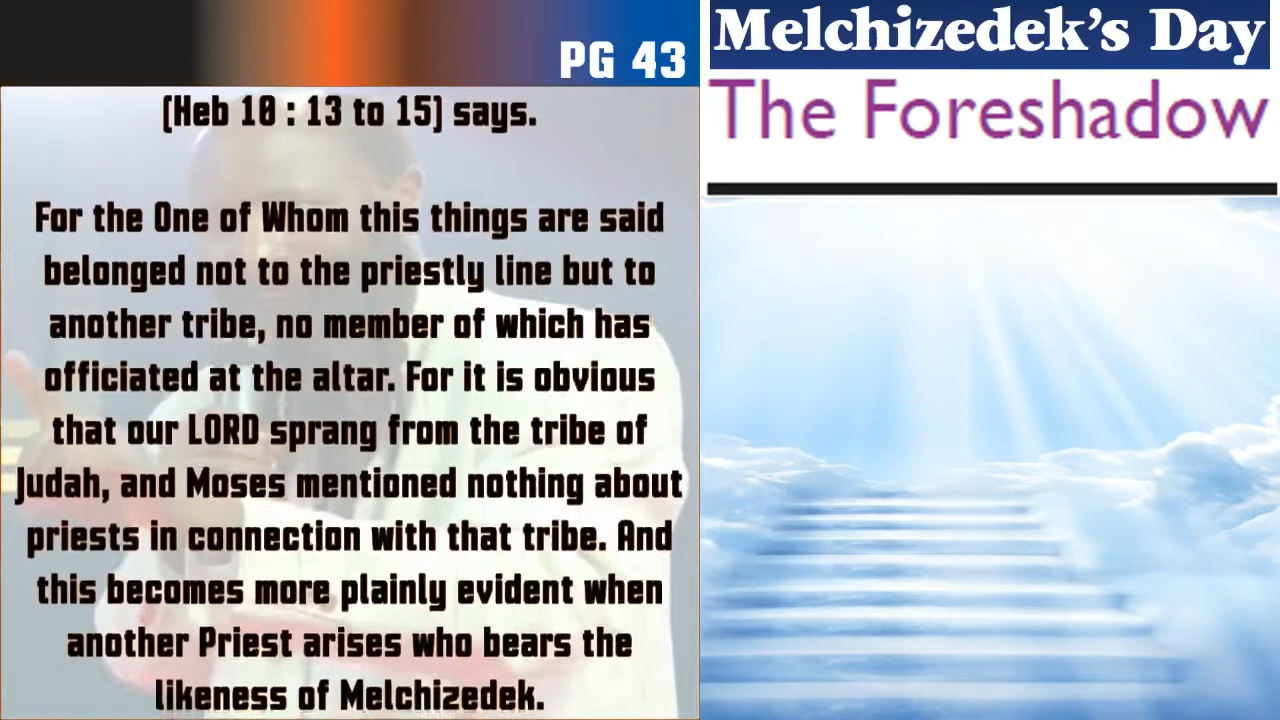 PG 43
(Heb 10 : 13 to 15) says.
For the One of Whom this things are said
belonged not to the priestly line but to
another tribe, no member of which has
officiated at the altar. For it is obvious
that our LORD sprang from the tribe of
Judah, and Moses mentioned nothing about
priests in connection with that tribe. And
this becomes more plainly evident when
another Priest arises who bears the
likeness of Melchizedek.
Melchizedek’s Day
The Foreshadow